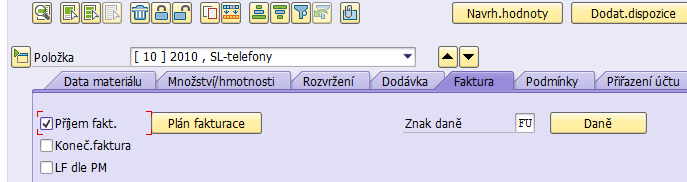 Navrh.hodnoty Dodat.dispozice
Položka [ 10 ] 2010 , SL-telefony
Data materiálu Množství/hmotnosti Rozvržení Dodávka Faktura Podmínky Přiřazení účtu
Příjem fakt. Plán fakturace Znak daně FU Daně
Koneč.faktura
LF dle PM